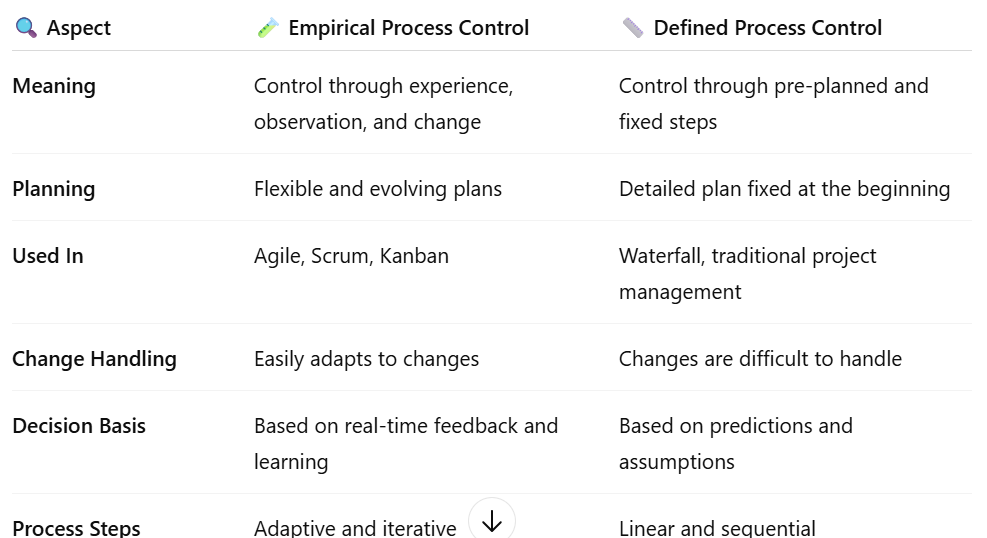 Aspect Empirical Process Control Defined Process Control
Meaning Control through experience, Control through pre-planned and
observation, and change fixed steps
Planning Flexible and evolving plans Detailed plan fixed at the beginning
Used In Agile, Scrum, Kanban Waterfall, traditional project
management
Change Handling Easily adapts to changes Changes are difficult to handle
Decision Basis Based on real-time feedback and Based on predictions and
learning assumptions
Process Steps Adaptive and iterative Linear and sequential